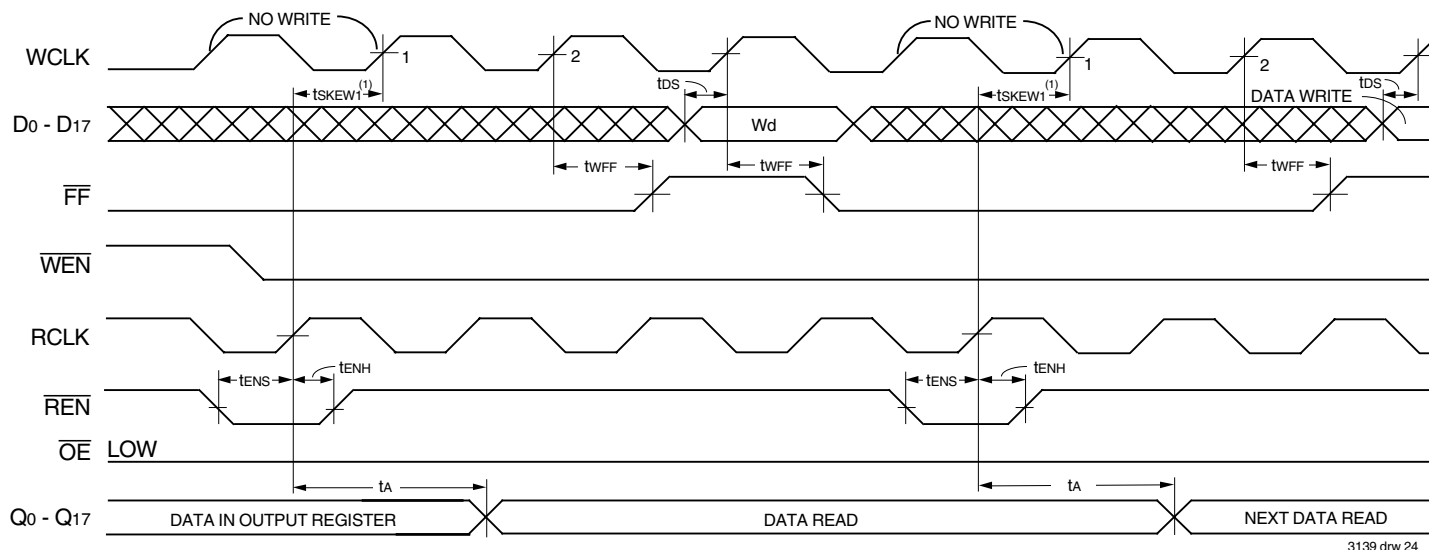 NO WRITE NO WRITE
WCLK 1 2 1 2
tSKEW1(1) tDS tSKEW1(1) tDS
D0 - D17 Wd DATA WRITE
tWFF tWFF tWFF
FF
WEN
RCLK
tENS tENH tENS tENH
REN
OE LOW
tA tA
Q0 - Q17 DATA IN OUTPUT REGISTER DATA READ NEXT DATA READ
3139 drw 24